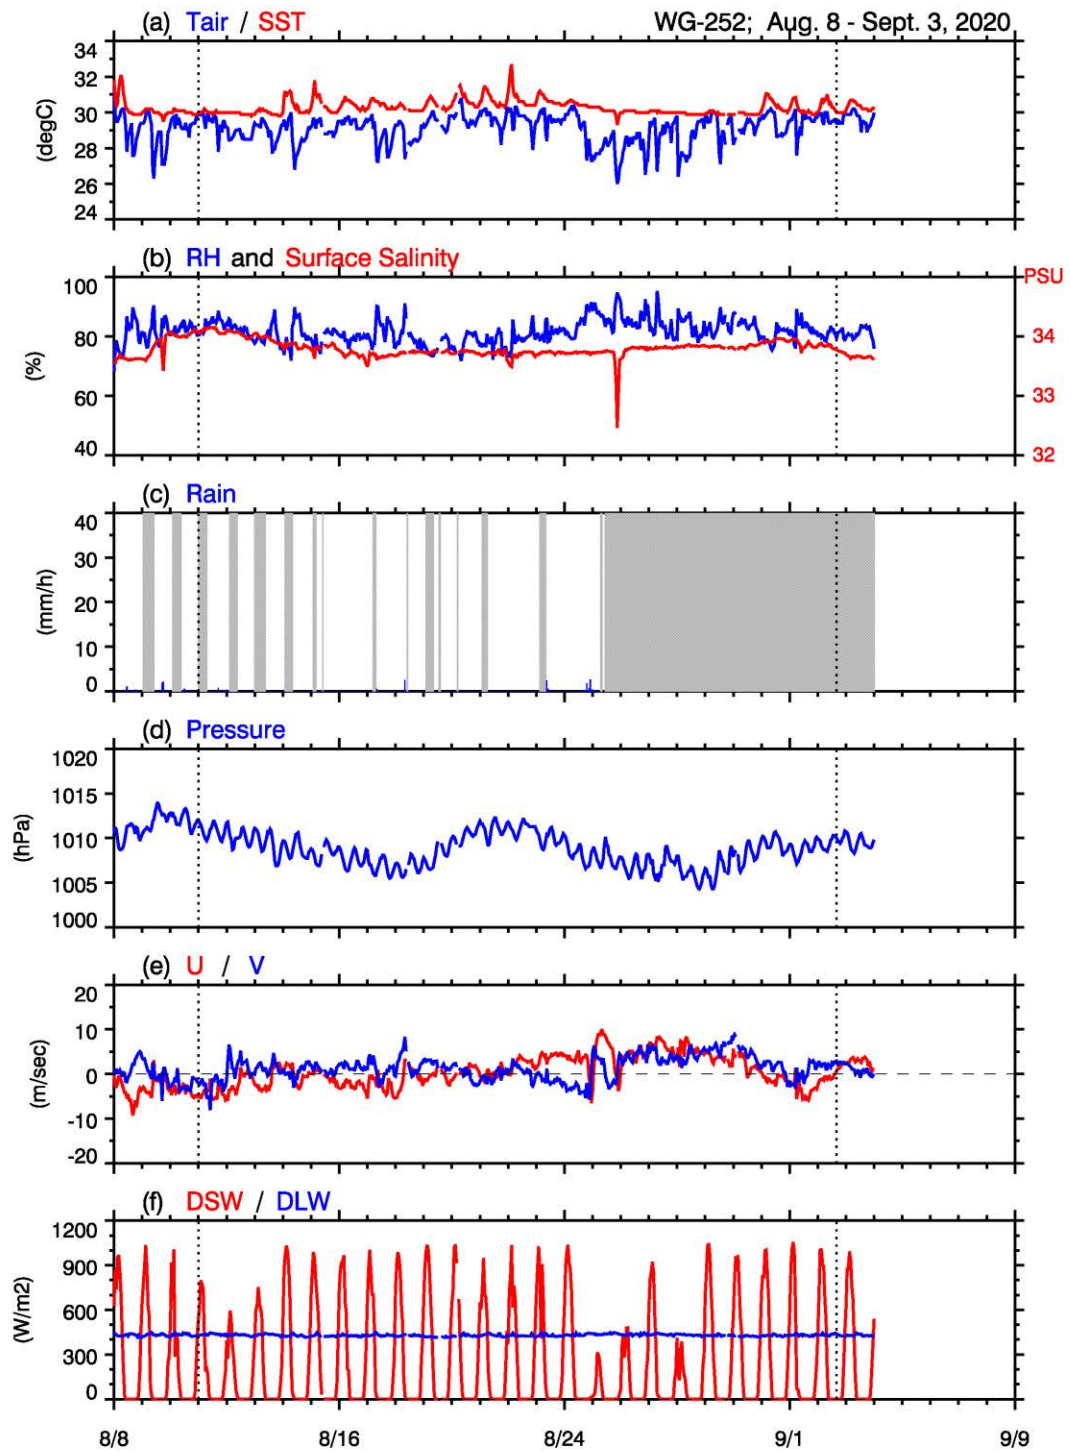 (a) Tair / SST WG-252; Aug. 8 - Sept. 3, 2020
34
32
30
28
26
24
(degC)
(b) RH and Surface Salinity
PSU
100
80
60
40
(%)
34
33
32
(c) Rain
40
30
20
10
0
(mm/h)
(d) Pressure
1020
1015
1010
1005
1000
(hPa)
(e) U / V
20
10
0
-10
-20
(m/sec)
(f) DSW / DLW
1200
900
600
300
0
(W/m2)
8/8 8/16 8/24 9/1 9/9